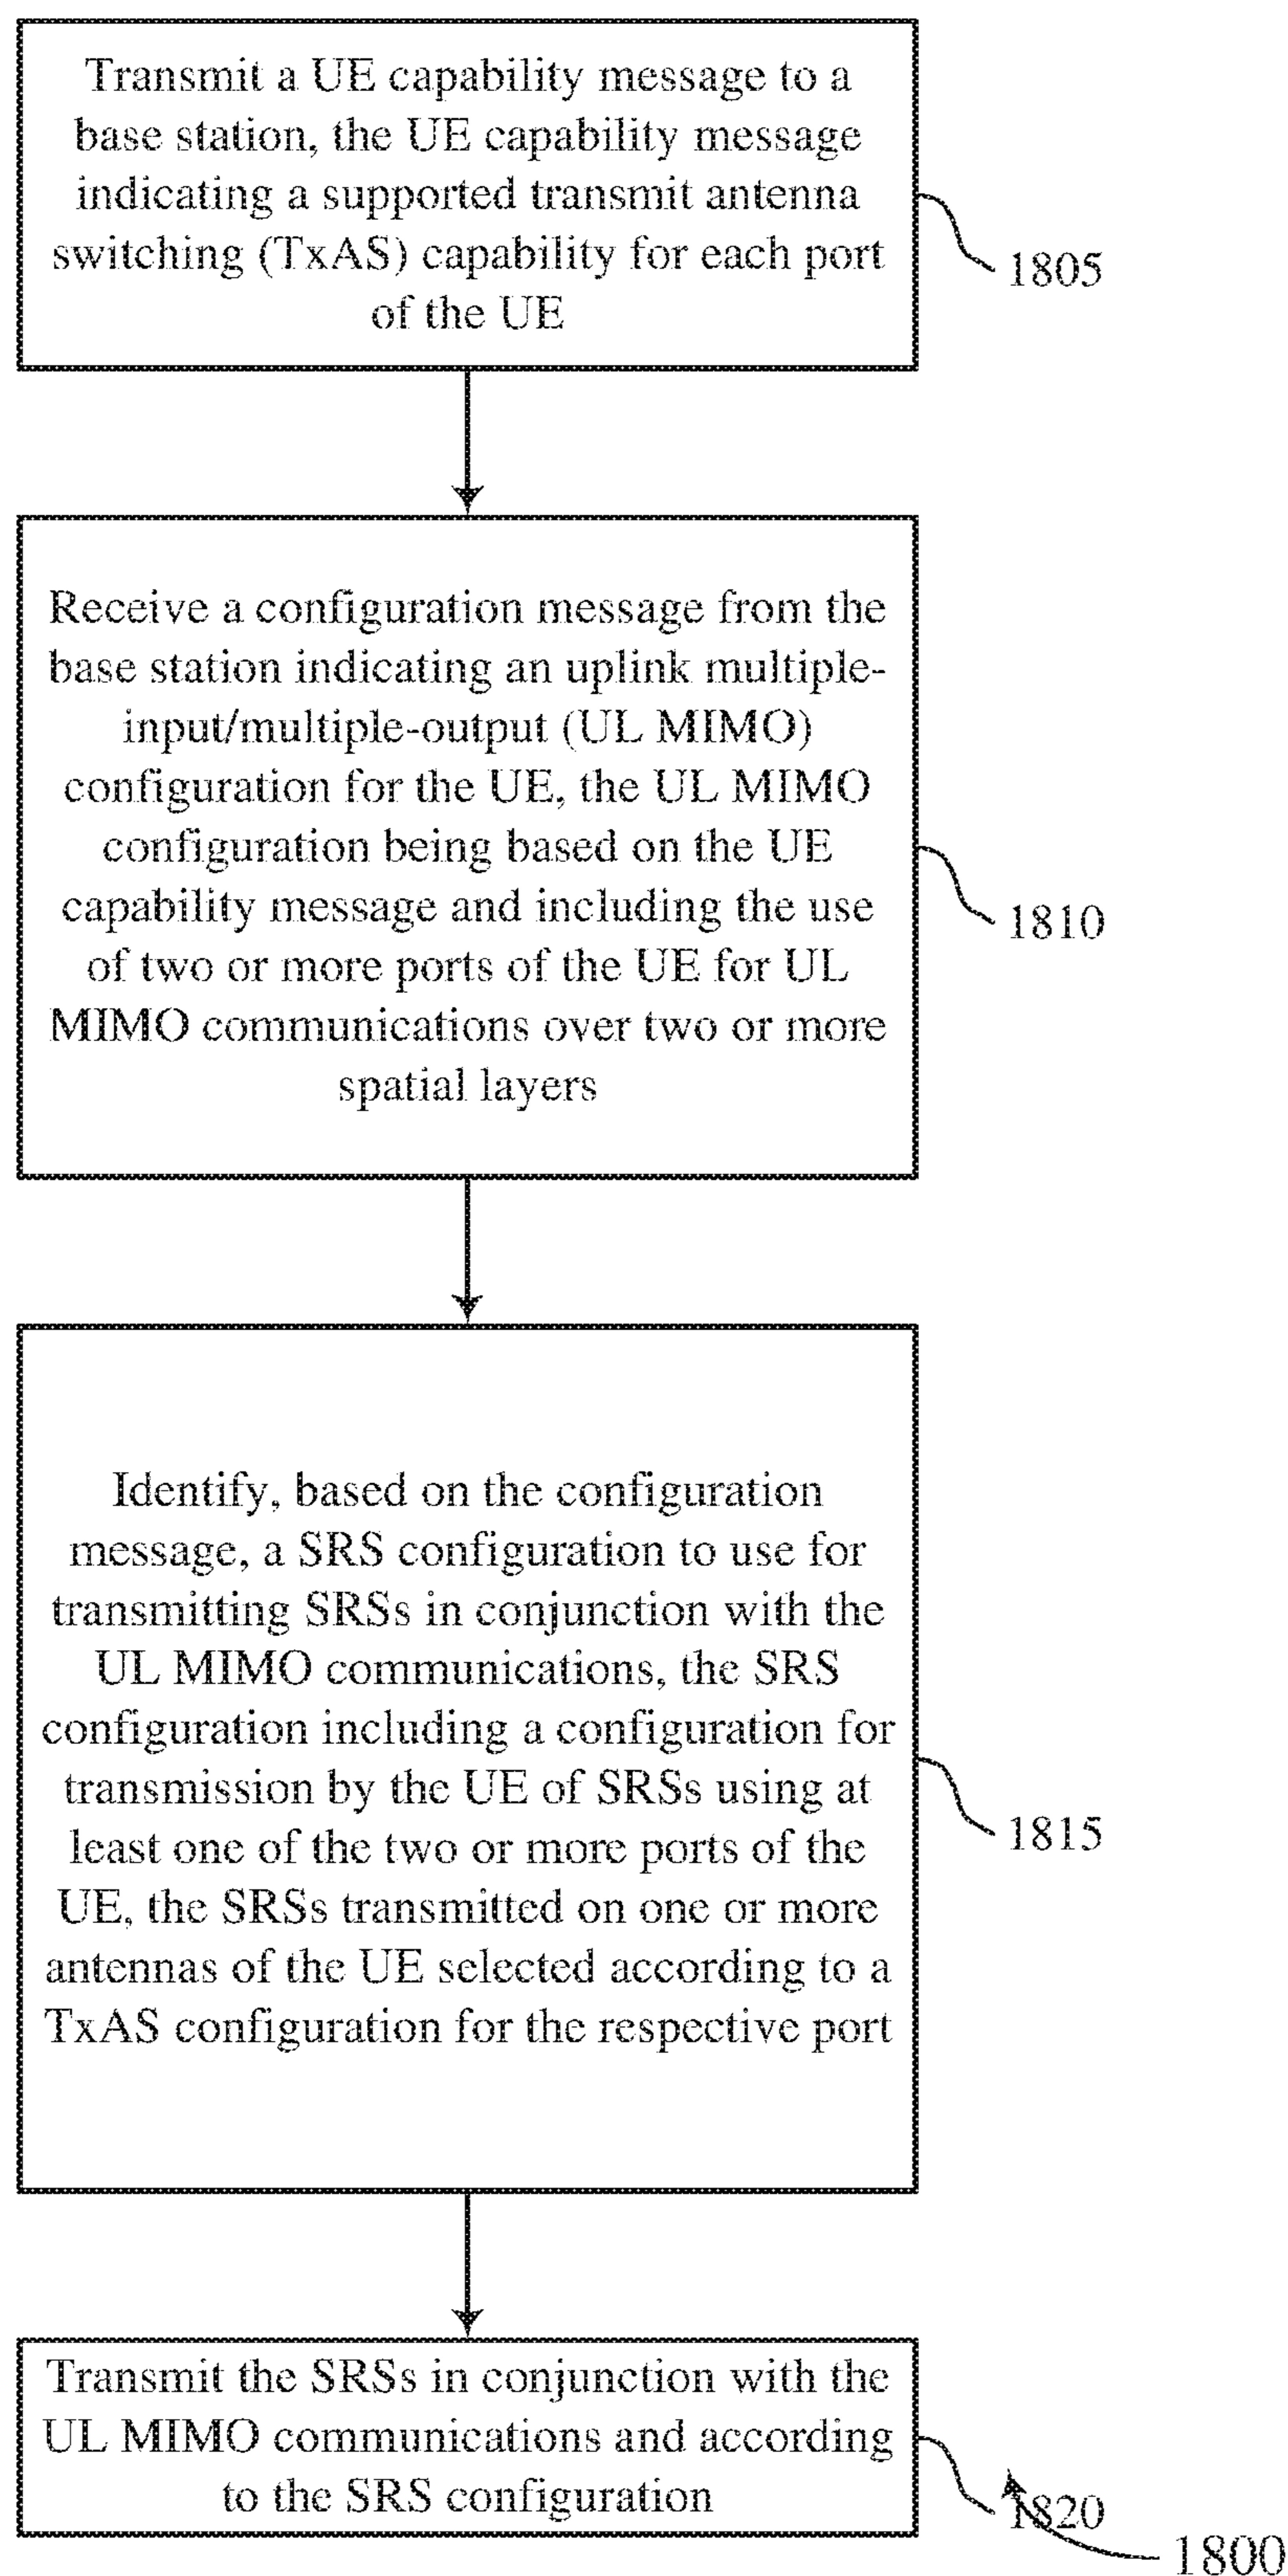 Transmit a UE capability message to a
base station, the UE capability message
indicating a supported transmit antenna
switching (TxAS) capability for each port
of the UE
1805
Receive a configuration message from the
base station indicating an uplink multiple-
input/multiple-output (UL MIMO)
configuration for the UE, the UL MIMO
configuration being based on the UE
capability message and including the use
of two or more ports of the UE for UL
MIMO communications over two or more
spatial layers
1810
Identify, based on the configuration
message, a SRS configuration to use for
transmitting SRSs in conjunction with the
UL MIMO communications, the SRS
configuration including a configuration for
transmission by the UE of SRSs using at
least one of the two or more ports of the
UE, the SRSs transmitted on one or more
antennas of the UE selected according to a
TxAS configuration for the respective port
1815
Transmit the SRSs in conjunction with the
UL MIMO communications and according
to the SRS configuration
1820
1800